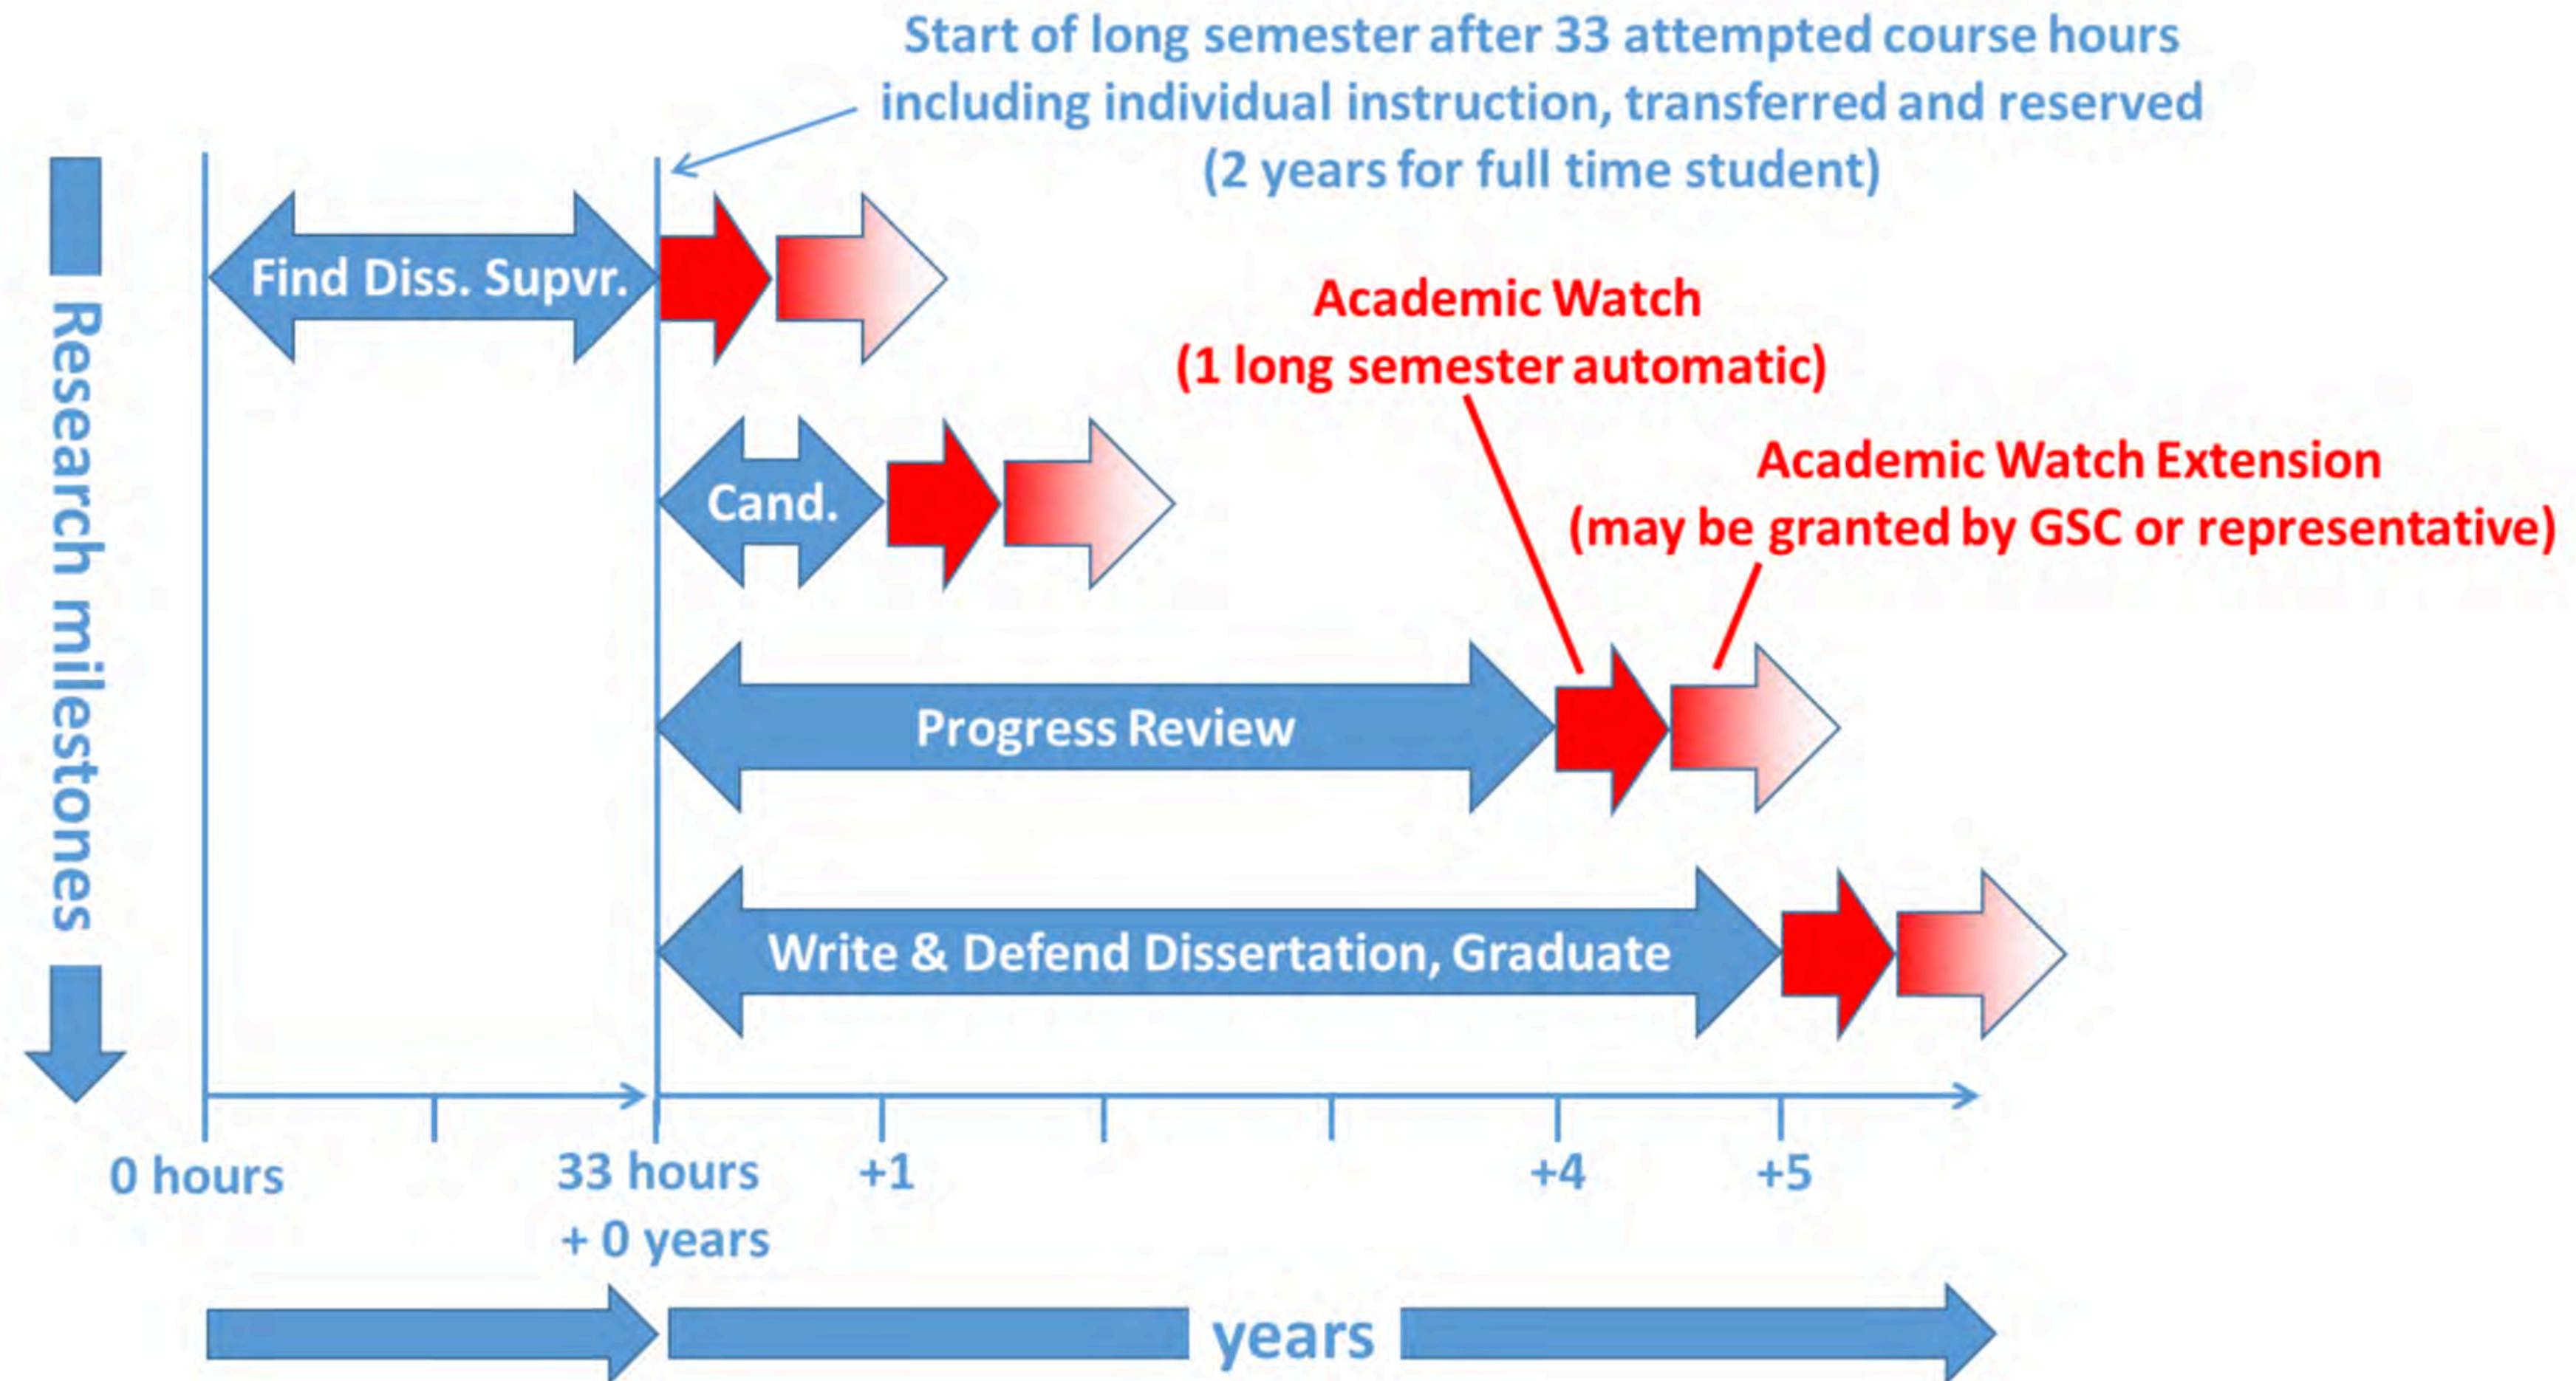 Start of long semester after 33 attempted course hours
including individual instruction, transferred and reserved
(2 years for full time student)
Research milestones
Find Diss. Supvr.
Academic Watch
(1 long semester automatic)
Academic Watch Extension
(may be granted by GSC or representative)
Cand.
Progress Review
Write & Defend Dissertation, Graduate
0 hours
33 hours
+ 0 years
+1
+4
+5
years